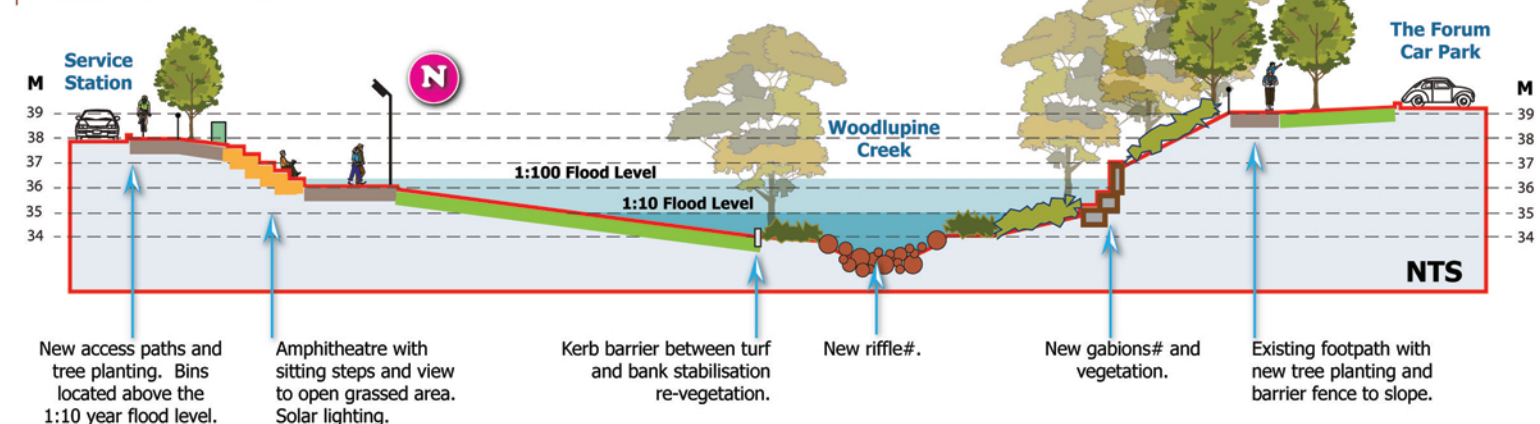 Service
Station
The Forum
Car Park
N
M
39
38
37
36
35
34
Woodlupine
Creek
1:100 Flood Level
1:10 Flood Level
M
39
38
37
36
35
34
NTS
New access paths and
tree planting. Bins
located above the
1:10 year flood level.
Amphitheatre with
sitting steps and view
to open grassed area.
Solar lighting.
Kerb barrier between turf
and bank stabilisation
re-vegetation.
New riffle#.
New gabions# and
vegetation.
Existing footpath with
new tree planting and
barrier fence to slope.